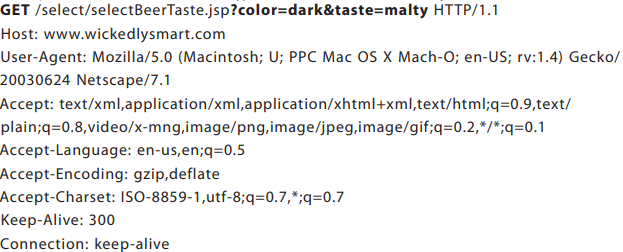 GET /select/selectBeerTaste.jsp?color=dark&taste=malty HTTP/1.1
Host: www.wickedlysmart.com
User-Agent: Mozilla/5.0 (Macintosh; U; PPC Mac OS X Mach-O; en-US; rv:1.4) Gecko/
20030624 Netscape/7.1
Accept: text/xml,application/xml,application/xhtml+xml,text/html;q=0.9,text/
plain;q=0.8,video/x-mng,image/png,image/jpeg,image/gif;q=0.2,*/*;q=0.1
Accept-Language: en-us,en;q=0.5
Accept-Encoding: gzip,deflate
Accept-Charset: ISO-8859-1,utf-8;q=0.7,*;q=0.7
Keep-Alive: 300
Connection: keep-alive